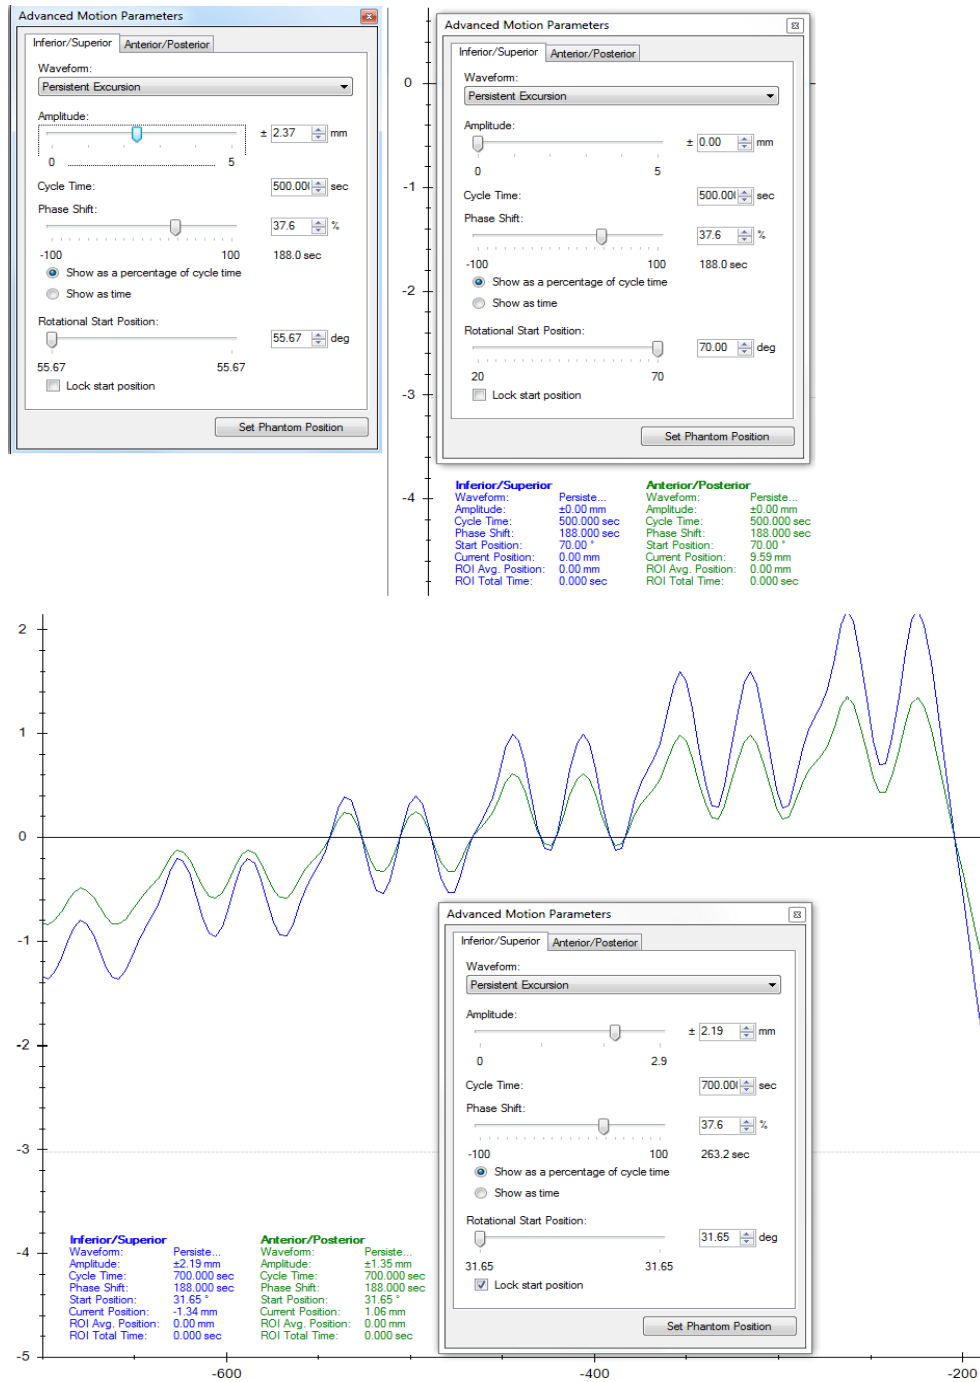 Advanced Motion Parameters
Inferior/Superior Anterior/Posterior
Waveform:
Persistent Excursion
Amplitude:
± 2.37 mm
0 5
Cycle Time: 500.00 sec
Phase Shift:
37.6 %
-100 100 188.0 sec
Show as a percentage of cycle time
Show as time
Rotational Start Position:
55.67 deg
55.67 55.67
Lock start position
Set Phantom Position
0
-1
-2
-3
-4
Advanced Motion Parameters
Inferior/Superior Anterior/Posterior
Waveform:
Persistent Excursion
Amplitude:
± 0.00 mm
0 5
Cycle Time: 500.00 sec
Phase Shift:
37.6 %
-100 100 188.0 sec
Show as a percentage of cycle time
Show as time
Rotational Start Position:
70.00 deg
20 70
Lock start position
Set Phantom Position
Inferior/Superior Anterior/Posterior
Waveform: Persiste... Waveform: Persiste...
Amplitude: ±0.00 mm Amplitude: ±0.00 mm
Cycle Time: 500.000 sec Cycle Time: 500.000 sec
Phase Shift: 188.000 sec Phase Shift: 188.000 sec
Start Position: 70.00 ° Start Position: 70.00 °
Current Position: 0.00 mm Current Position: 9.59 mm
ROI Avg. Position: 0.00 mm ROI Avg. Position: 0.00 mm
ROI Total Time: 0.000 sec ROI Total Time: 0.000 sec
2
1
0
-1
-2
-3
-4
-5
-600 -400 -200
Advanced Motion Parameters
Inferior/Superior Anterior/Posterior
Waveform:
Persistent Excursion
Amplitude:
± 2.19 mm
0 2.9
Cycle Time: 700.00 sec
Phase Shift:
37.6 %
-100 100 263.2 sec
Show as a percentage of cycle time
Show as time
Rotational Start Position:
31.65 deg
31.65 31.65
Lock start position
Set Phantom Position
Inferior/Superior Anterior/Posterior
Waveform: Persiste... Waveform: Persiste...
Amplitude: ±2.19 mm Amplitude: ±1.35 mm
Cycle Time: 700.000 sec Cycle Time: 700.000 sec
Phase Shift: 188.000 sec Phase Shift: 188.000 sec
Start Position: 31.65 ° Start Position: 31.65 °
Current Position: -1.34 mm Current Position: 1.06 mm
ROI Avg. Position: 0.00 mm ROI Avg. Position: 0.00 mm
ROI Total Time: 0.000 sec ROI Total Time: 0.000 sec